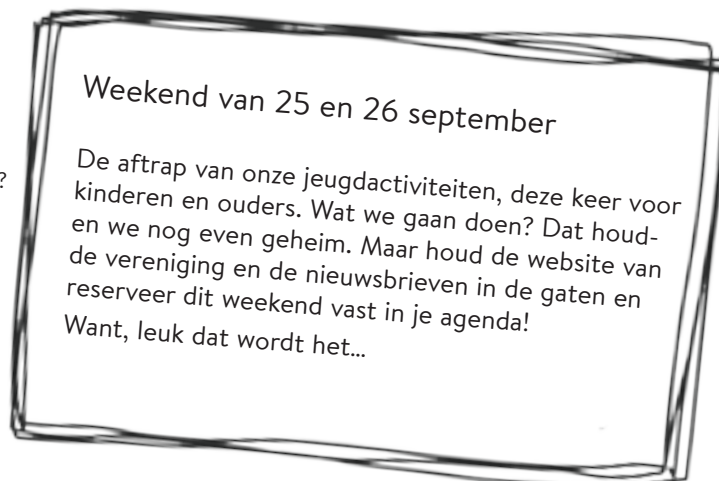 Weekend van 25 en 26 september
De aftrap van onze jeugdactiviteiten, deze keer voor
kinderen en ouders. Wat we gaan doen? Dat houd-
en we nog even geheim. Maar houd de website van
de vereniging en de nieuwsbrieven in de gaten en
reserveer dit weekend vast in je agenda!
Want, leuk dat wordt het...
?